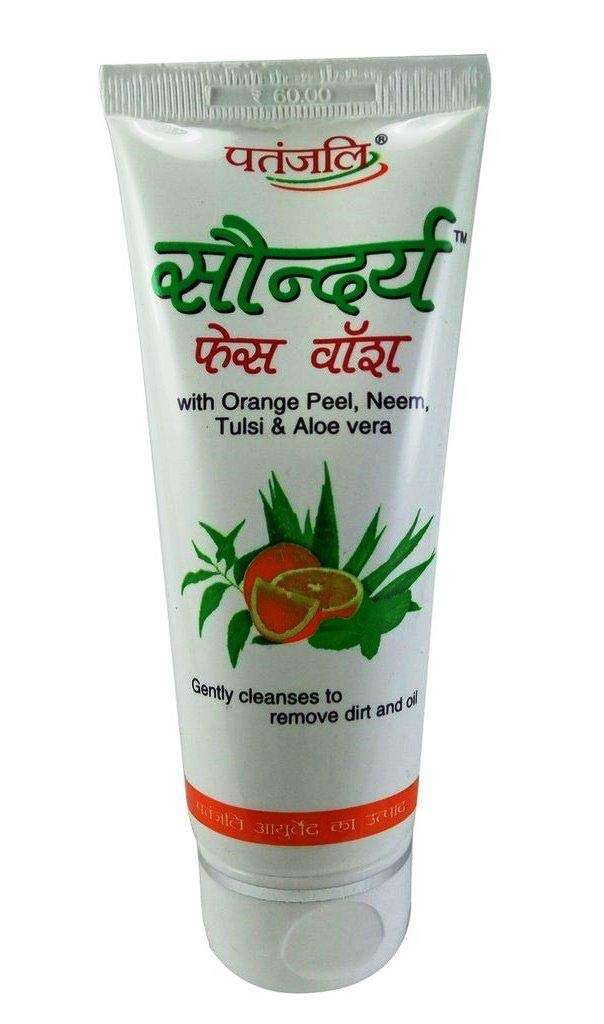 ₹ 60.00
पतंजलि®
सौन्दर्य™
फेस वॉश
with Orange Peel, Neem,
Tulsi & Aloe vera
Gently cleanses to
remove dirt and oil
पतंजलि आयुर्वेद का उत्पाद